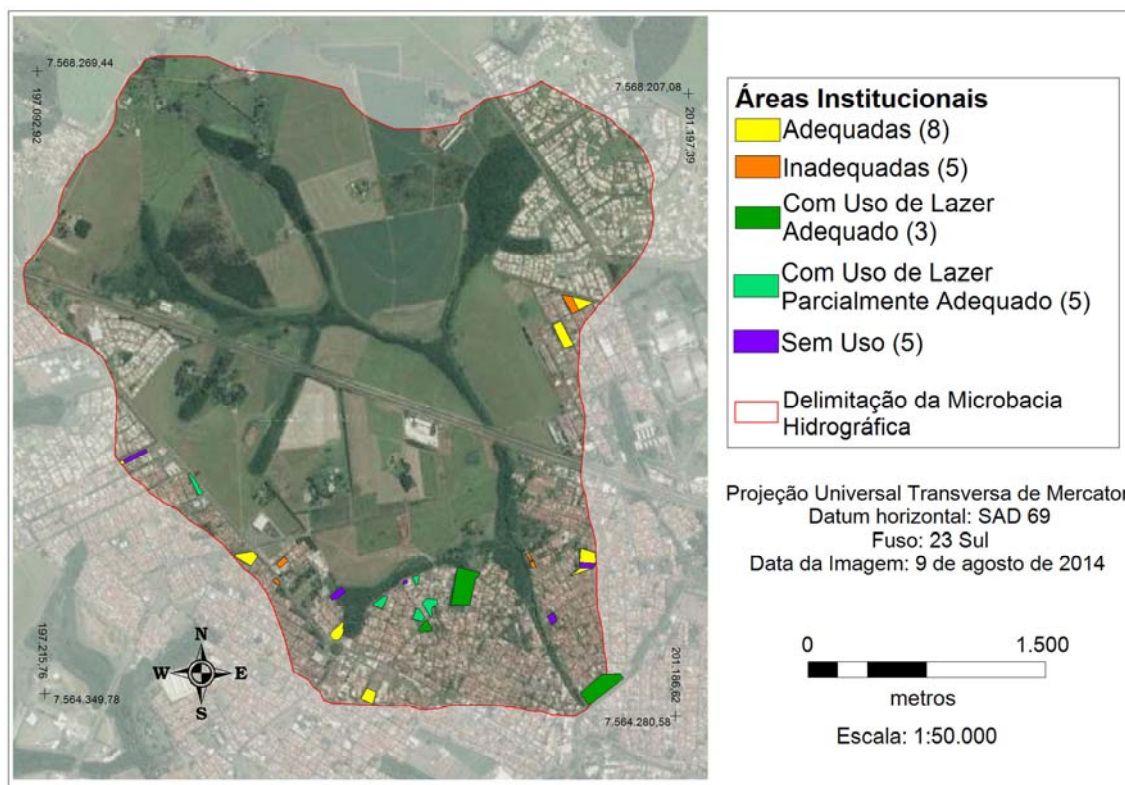 7.568.269,44
197.092,92
7.568.207,08
201.197,39
197.215,76
7.564.349,78
201.186,62
7.564.280,58
N
W
E
S
Áreas Institucionais
Adequadas (8)
Inadequadas (5)
Com Uso de Lazer
Adequado (3)
Com Uso de Lazer
Parcialmente Adequado (5)
Sem Uso (5)
Delimitação da Microbacia
Hidrográfica
Projeção Universal Transversa de Mercator
Datum horizontal: SAD 69
Fuso: 23 Sul
Data da Imagem: 9 de agosto de 2014
0
1.500
metros
Escala: 1:50.000